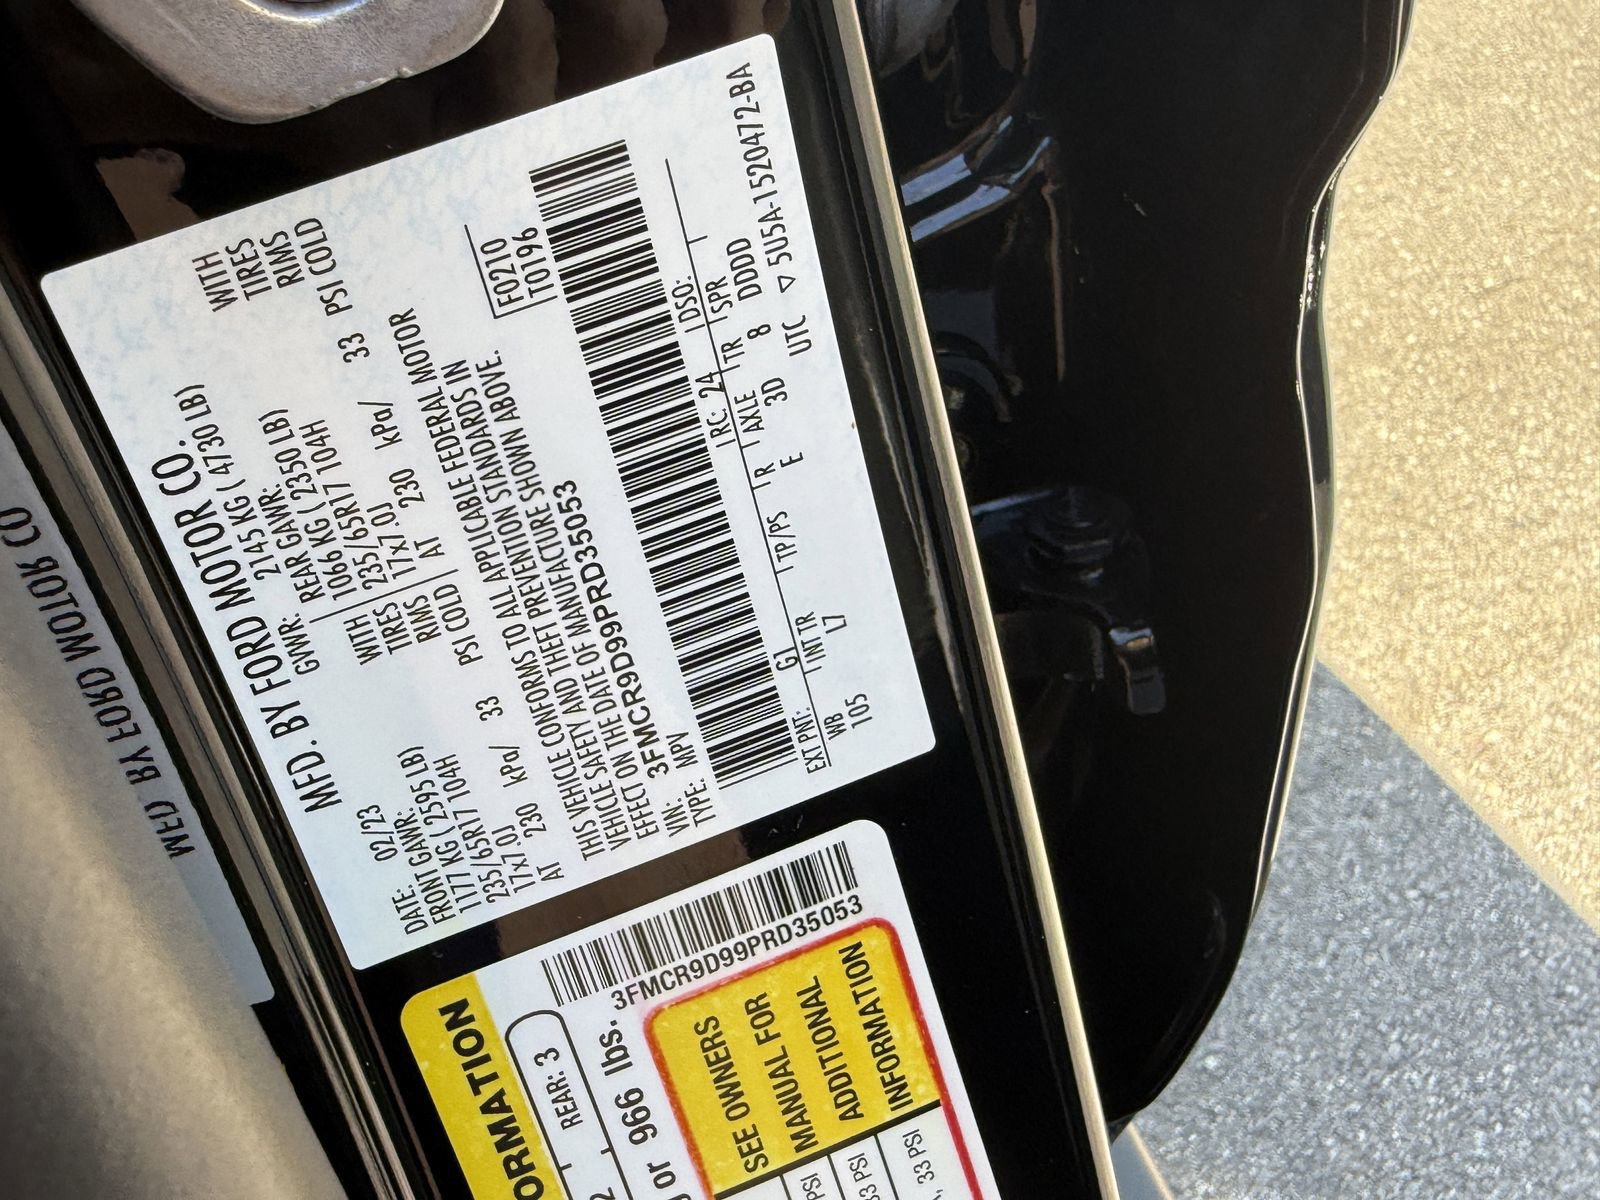 MFD. BY FORD MOTOR CO.
DATE: 02/23 GVWR: 2145 KG ( 4730 LB)
FRONT GAWR: REAR GAWR: WITH
1177 KG ( 2595 LB) 1066 KG ( 2350 LB) TIRES
235/65R17 104H WITH 235/65R17 104H RIMS
17x7.0J TIRES 17x7.0J
AT 230 kPa/ 33 RIMS PSI COLD AT 230 kPa/ 33 PSI COLD
THIS VEHICLE CONFORMS TO ALL APPLICABLE FEDERAL MOTOR
VEHICLE SAFETY AND THEFT PREVENTION STANDARDS IN
EFFECT ON THE DATE OF MANUFACTURE SHOWN ABOVE.
VIN: 3FMCR9D99PRD35053 F0210
TYPE: MPV T0196
EXT PNT: G1 RC: 24 DSO:
WB INT TR TP/PS R AXLE TR SPR
105 L7 E 3D 8 DDDD
UTC ▽ 5U5A-1520472-BA
MFD. BY FORD MOTOR CO
ORMATION
3FMCR9D99PRD35053
REAR: 3
or 966 lbs.
SEE OWNERS
MANUAL FOR
ADDITIONAL
INFORMATION
PSI
33 PSI
, 33 PSI